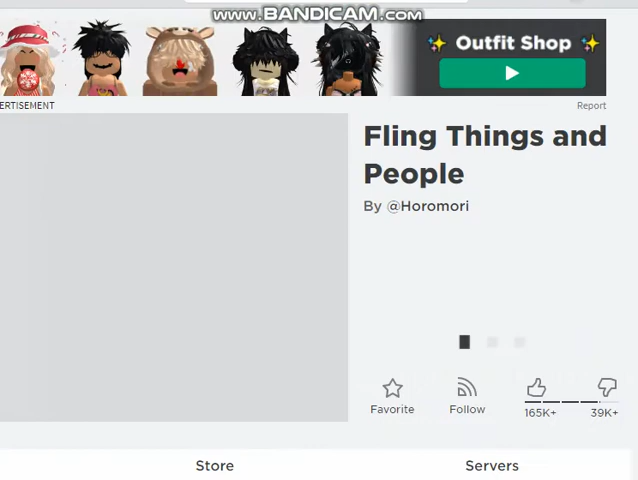 WWW.BANDICAM.COM
✨ Outfit Shop ✨
ERTISEMENT
Report
Fling Things and
People
By @Horomori
Favorite
Follow
165K+
39K+
Store
Servers